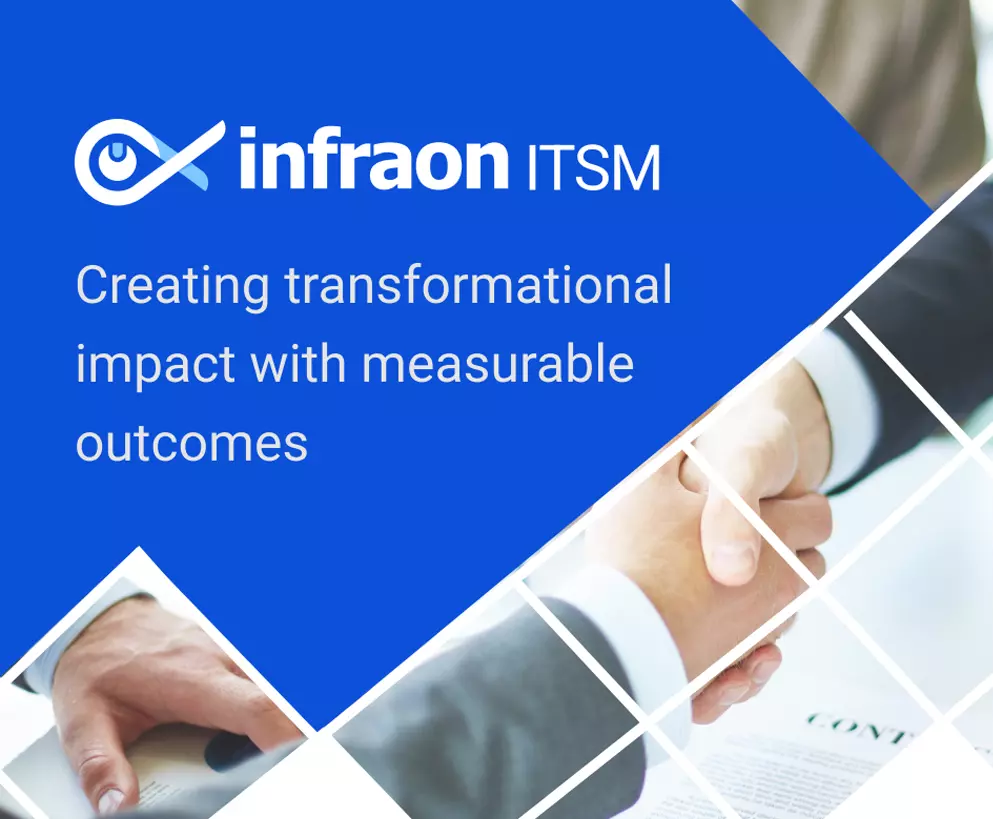 infraon ITSM
Creating transformational
impact with measurable
outcomes